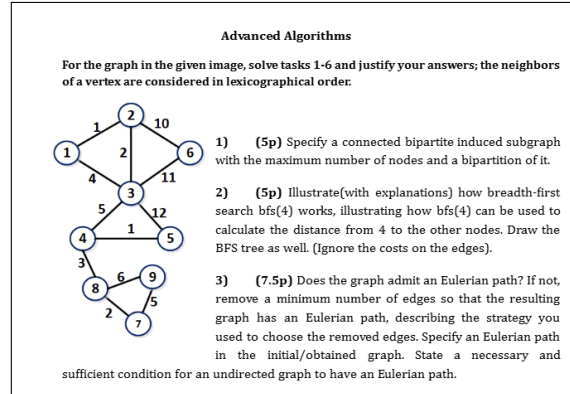 Advanced Algorithms
For the graph in the given image, solve tasks 1-6 and justify your answers; the neighbors
of a vertex are considered in lexicographical order.
2
1
10
1
2
6
4
11
3
5
12
4
1
5
3
6
9
8
5
2
7
1) (5p) Specify a connected bipartite induced subgraph
with the maximum number of nodes and a bipartition of it.
2) (5p) Illustrate(with explanations) how breadth-first
search bfs(4) works, illustrating how bfs(4) can be used to
calculate the distance from 4 to the other nodes. Draw the
BFS tree as well. (Ignore the costs on the edges).
3) (7.5p) Does the graph admit an Eulerian path? If not,
remove a minimum number of edges so that the resulting
graph has an Eulerian path, describing the strategy you
used to choose the removed edges. Specify an Eulerian path
in the initial/obtained graph. State a necessary and
sufficient condition for an undirected graph to have an Eulerian path.